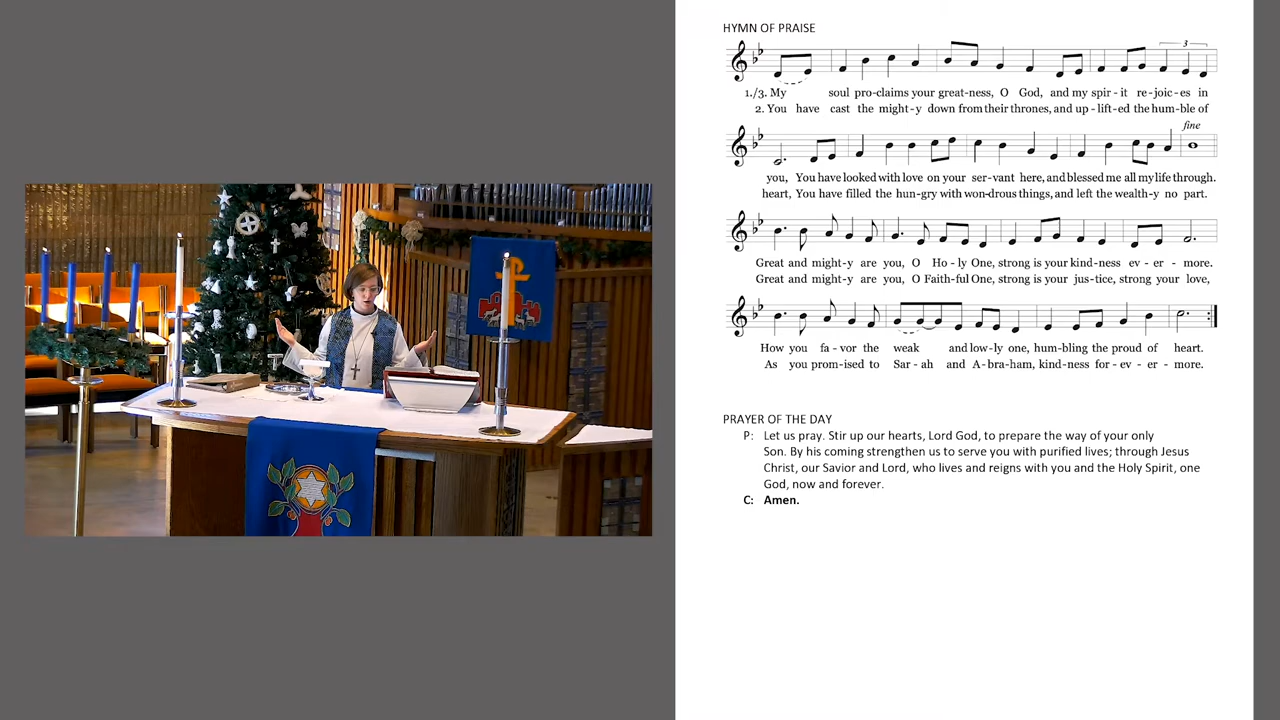 HYMN OF PRAISE
3
1./3. My soul pro-claims your great-ness, O God, and my spir-it re-joic-es in
2. You have cast the might-y down from their thrones, and up-lift-ed the hum-ble of
fine
you, You have looked with love on your ser-vant here, and blessed me all my life through.
heart, You have filled the hun-gry with won-drous things, and left the wealth-y no part.
Great and might-y are you, O Ho-ly One, strong is your kind-ness ev-er-more.
Great and might-y are you, O Faith-ful One, strong is your jus-tice, strong your love,
How you fa-vor the weak and low-ly one, hum-bling the proud of heart.
As you prom-ised to Sar-ah and A-bra-ham, kind-ness for-ev-er-more.
PRAYER OF THE DAY
P: Let us pray. Stir up our hearts, Lord God, to prepare the way of your only
Son. By his coming strengthen us to serve you with purified lives; through Jesus
Christ, our Savior and Lord, who lives and reigns with you and the Holy Spirit, one
God, now and forever.
C: Amen.